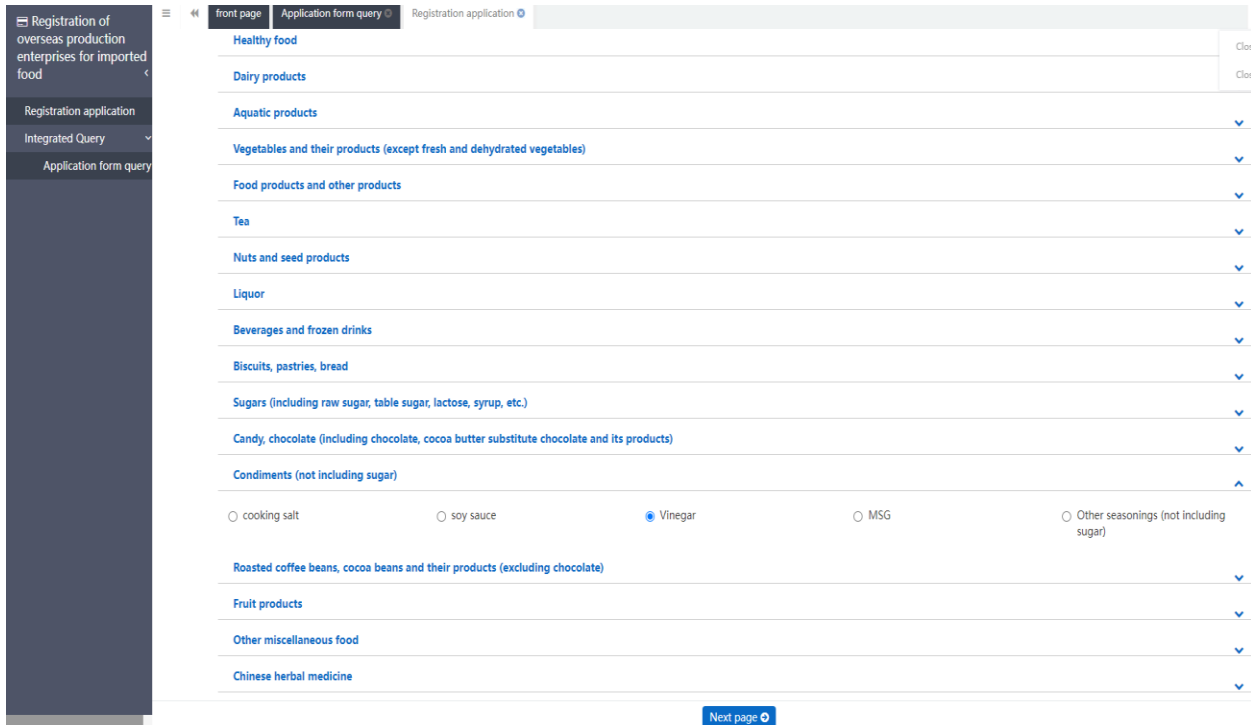 Registration of
overseas production
enterprises for imported
food
Registration application
Integrated Query
Application form query
front page
Application form query
Registration application
Healthy food
Dairy products
Aquatic products
Vegetables and their products (except fresh and dehydrated vegetables)
Food products and other products
Tea
Nuts and seed products
Liquor
Beverages and frozen drinks
Biscuits, pastries, bread
Sugars (including raw sugar, table sugar, lactose, syrup, etc.)
Candy, chocolate (including chocolate, cocoa butter substitute chocolate and its products)
Condiments (not including sugar)
cooking salt
soy sauce
Vinegar
MSG
Other seasonings (not including
sugar)
Roasted coffee beans, cocoa beans and their products (excluding chocolate)
Fruit products
Other miscellaneous food
Chinese herbal medicine
Next page